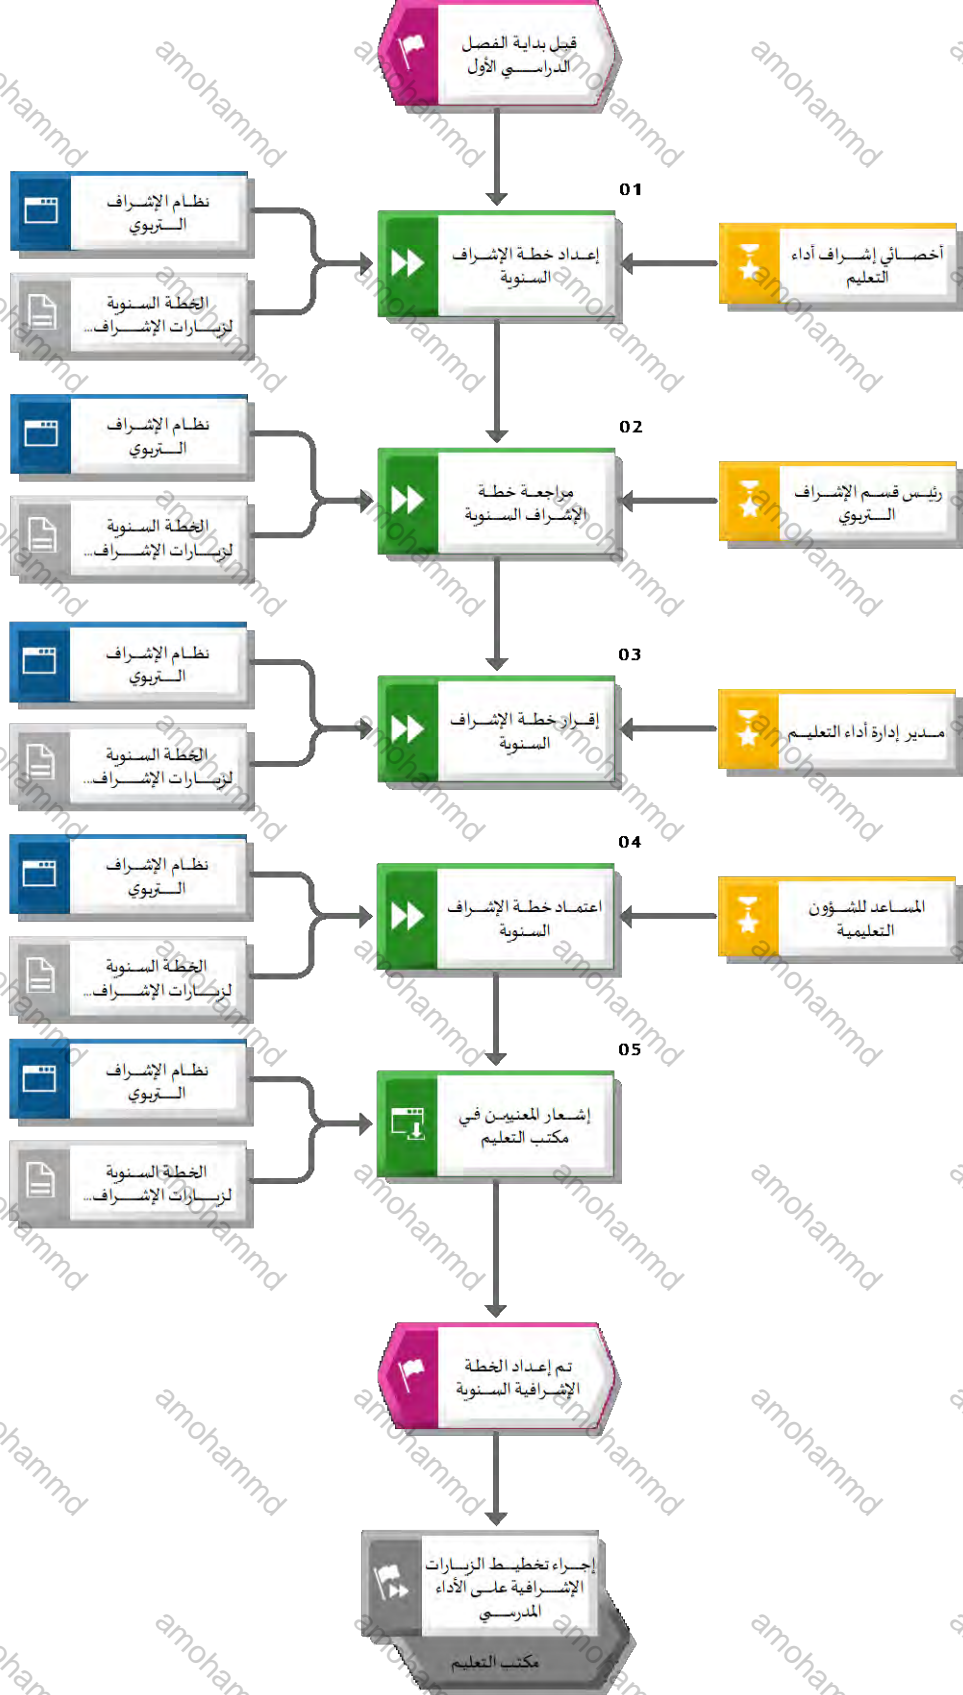 قبل بداية الفصل
الدراسي الأول
01
أخصائي إشراف أداء
التعليم
إعداد خطة الإشراف
السنوية
نظام الإشراف
التربوي
الخطة السنوية
لزيارات الإشراف...
02
رئيس قسم الإشراف
التربوي
مراجعة خطة
الإشراف السنوية
نظام الإشراف
التربوي
الخطة السنوية
لزيارات الإشراف...
03
مدير إدارة أداء التعليم
إقرار خطة الإشراف
السنوية
نظام الإشراف
التربوي
الخطة السنوية
لزيارات الإشراف...
04
المساعد للشؤون
التعليمية
اعتماد خطة الإشراف
السنوية
نظام الإشراف
التربوي
الخطة السنوية
لزيارات الإشراف...
05
إشعار المعنيين في
مكتب التعليم
نظام الإشراف
التربوي
الخطة السنوية
لزيارات الإشراف...
تم إعداد الخطة
الإشرافية السنوية
إجراء تخطيط الزيارات
الإشرافية على الأداء
المدرسي
مكتب التعليم
amohammd